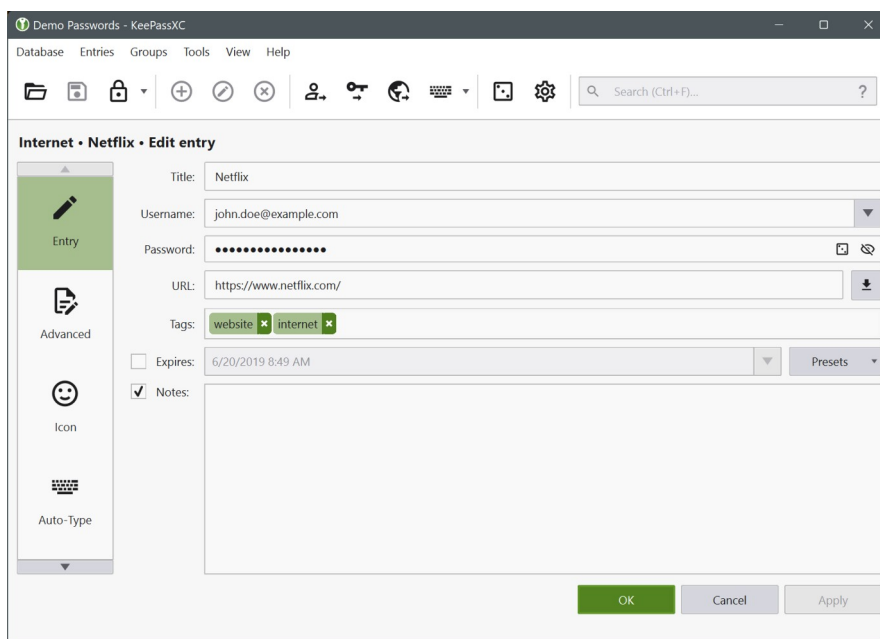 Demo Passwords - KeePassXC
Database Entries Groups Tools View Help
Search (Ctrl+F)... ?
Internet • Netflix • Edit entry
Title: Netflix
Username: john.doe@example.com
Entry
Password: ••••••••••••••••
URL: https://www.netflix.com/
Advanced
Tags: website × internet ×
Expires: 6/20/2019 8:49 AM Presets
Notes:
Icon
Auto-Type
OK Cancel Apply